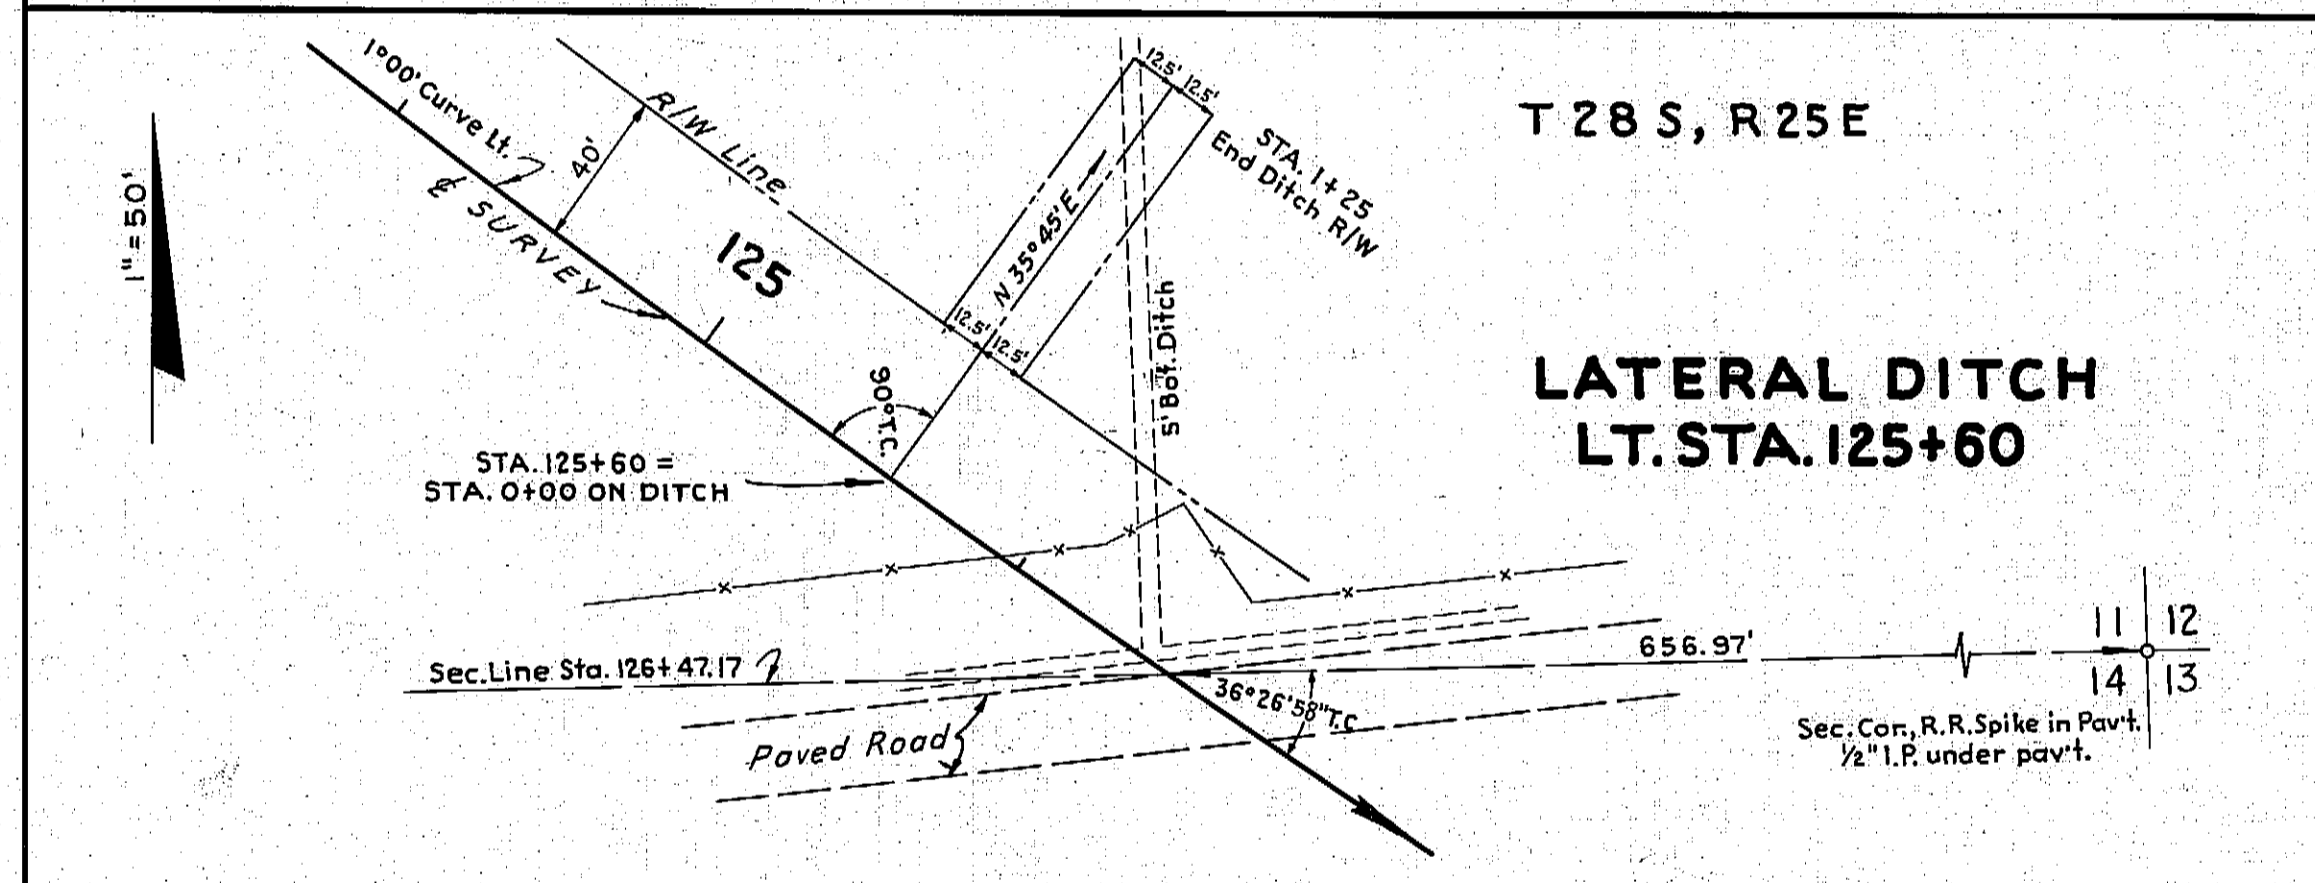 1°00' Curve Lt.
40'
R/W Line
12.5' 12.5'
STA. 1+25
End Ditch R/W
T 28 S, R 25 E
1"=50'
℄ SURVEY
125
N 35°45'E
12.5' 12.5'
5' Bot. Ditch
LATERAL DITCH
LT. STA. 125+60
90° T.C.
STA. 125+60 =
STA. 0+00 ON DITCH
Sec. Line Sta. 126+47.17
656.97'
11 12
14 13
36°26'58" T.C.
Paved Road
Sec. Cor., R.R. Spike in Pav't.
1/2" I.P. under pav't.